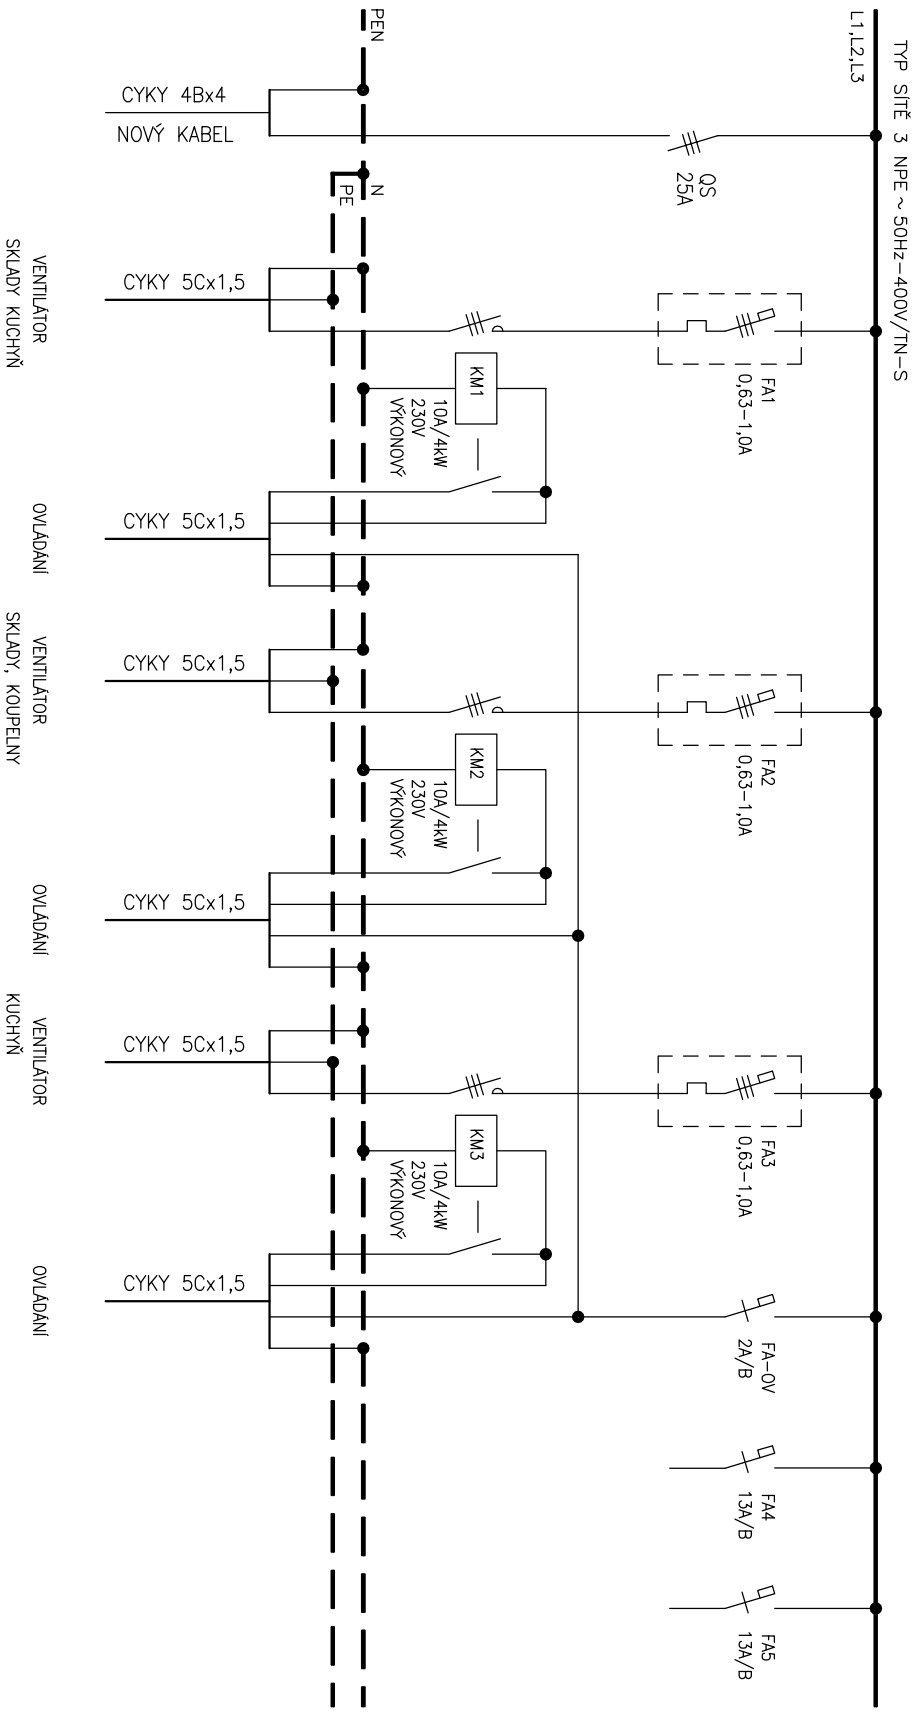 TYP SÍTĚ 3 NPE ~ 50Hz-400V/TN-S
L1,L2,L3
QS
25A
FA1
0,63-1,0A
FA2
0,63-1,0A
FA3
0,63-1,0A
FA-OV
2A/B
FA4
13A/B
FA5
13A/B
KM1
10A/4kW
230V
VÝKONOVÝ
KM2
10A/4kW
230V
VÝKONOVÝ
KM3
10A/4kW
230V
VÝKONOVÝ
PEN
N
PE
CYKY 4Bx4
NOVÝ KABEL
CYKY 5Cx1,5
CYKY 5Cx1,5
CYKY 5Cx1,5
CYKY 5Cx1,5
CYKY 5Cx1,5
CYKY 5Cx1,5
VENTILÁTOR
SKLADY KUCHYŇ
OVLÁDÁNÍ
VENTILÁTOR
SKLADY, KOUPELNY
OVLÁDÁNÍ
VENTILÁTOR
KUCHYŇ
OVLÁDÁNÍ